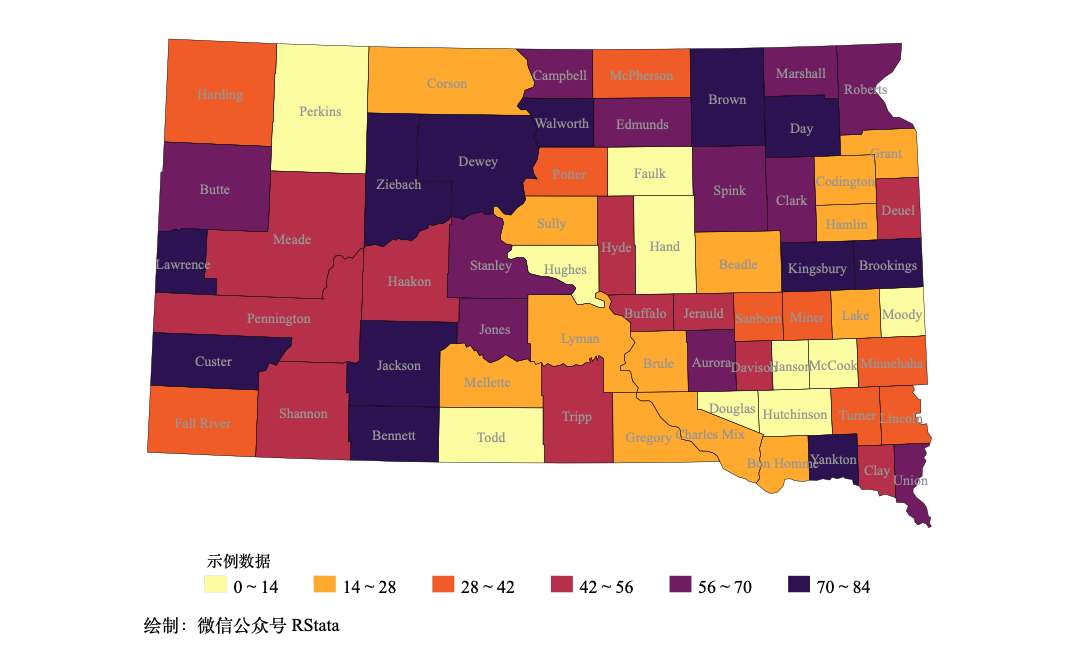 Harding
Perkins
Corson
Campbell
McPherson
Brown
Marshall
Roberts
Walworth
Edmunds
Day
Dewey
Ziebach
Butte
Potter
Faulk
Spink
Clark
Codington
Grant
Deuel
Hamlin
Meade
Sully
Hyde
Hand
Lawrence
Haakon
Stanley
Hughes
Beadle
Kingsbury
Brookings
Pennington
Jones
Lyman
Buffalo
Jerauld
Sanborn
Miner
Lake
Moody
Custer
Jackson
Mellette
Brule
Aurora
Davison
Hanson
McCook
Minnehaha
Fall River
Shannon
Bennett
Todd
Tripp
Gregory
Charles Mix
Douglas
Hutchinson
Turner
Lincoln
Bon Homme
Yankton
Clay
Union
示例数据
0 ~ 14
14 ~ 28
28 ~ 42
42 ~ 56
56 ~ 70
70 ~ 84
绘制：微信公众号 RStata